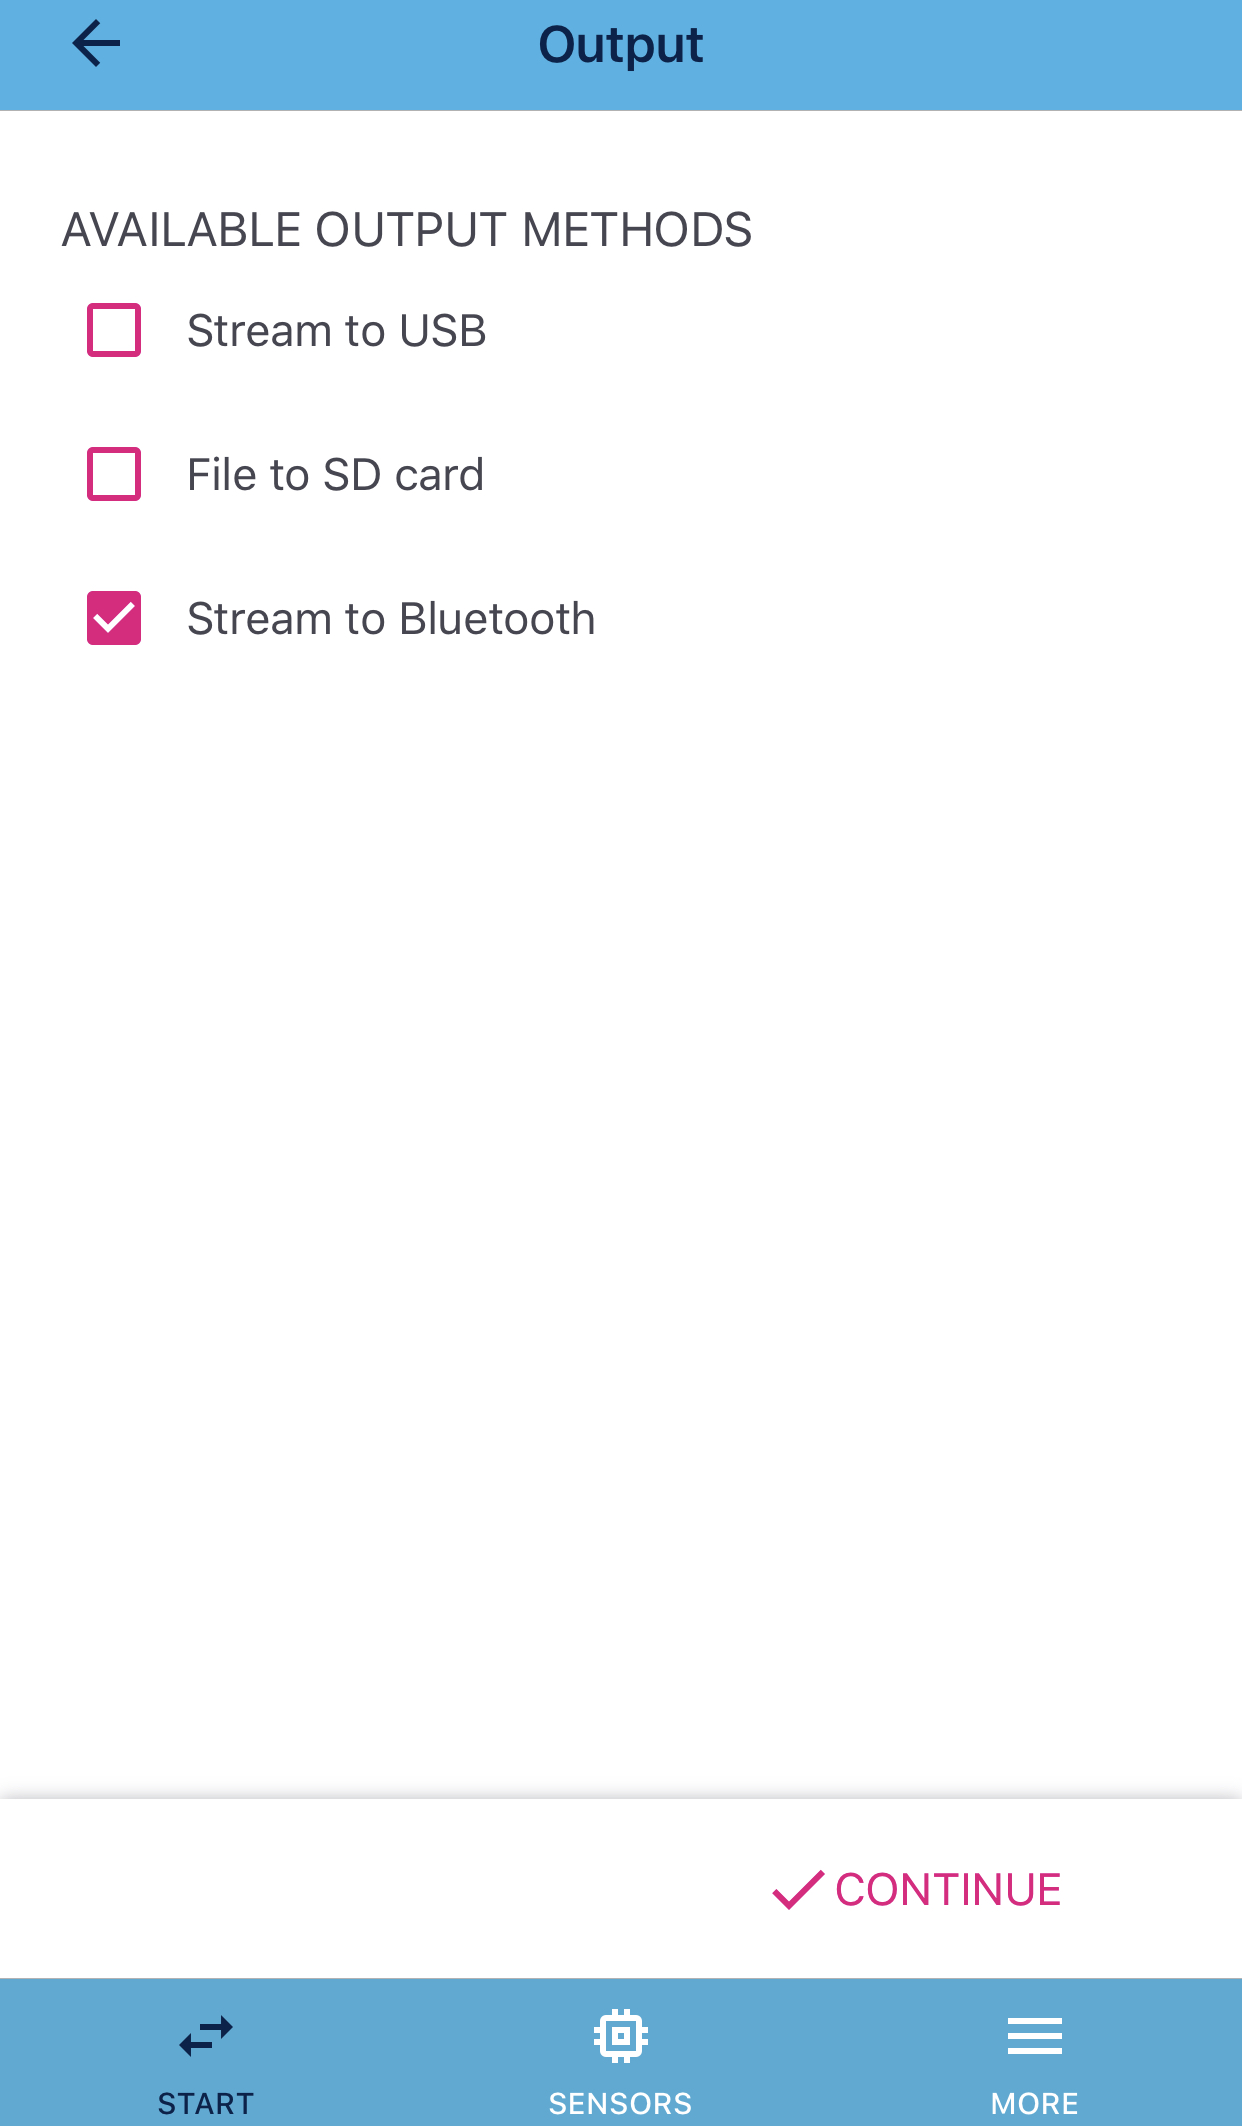 Output
AVAILABLE OUTPUT METHODS
Stream to USB
File to SD card
Stream to Bluetooth
CONTINUE
START
SENSORS
MORE